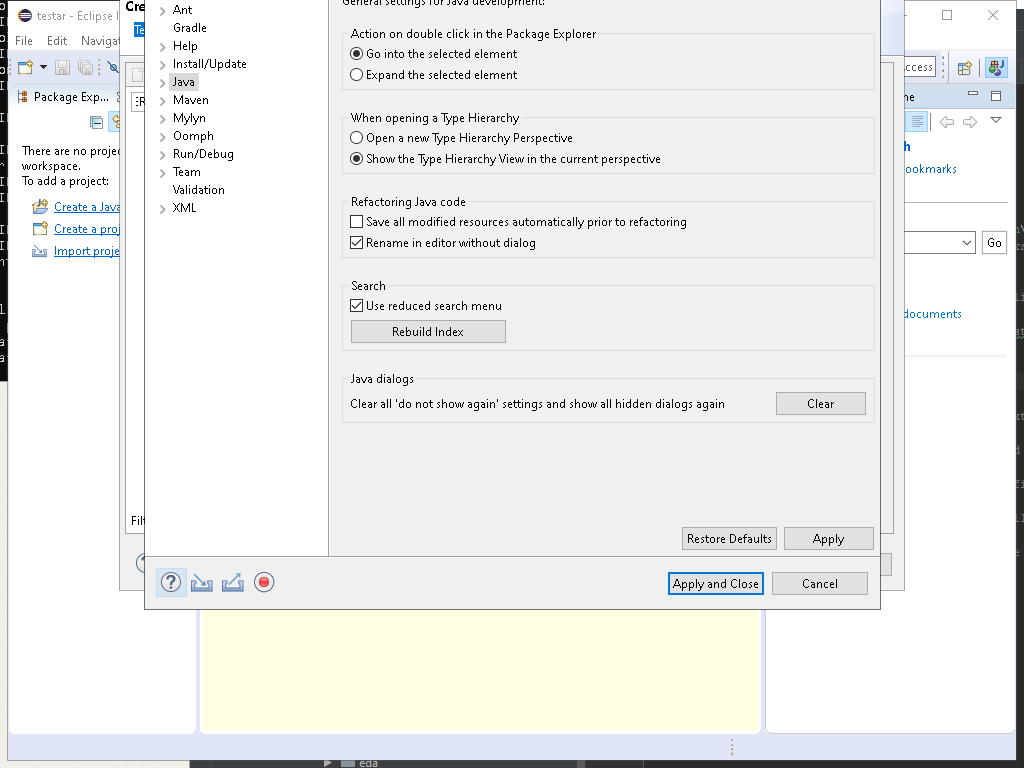 testar - Eclipse I
File Edit Navigat
Package Exp...
There are no proje
workspace.
To add a project:
Create a Java
Create a proj
Import proje
Cre
Te
Filt
Ant
Gradle
Help
Install/Update
Java
Maven
Mylyn
Oomph
Run/Debug
Team
Validation
XML
General settings for Java development:
Action on double click in the Package Explorer
Go into the selected element
Expand the selected element
When opening a Type Hierarchy
Open a new Type Hierarchy Perspective
Show the Type Hierarchy View in the current perspective
Refactoring Java code
Save all modified resources automatically prior to refactoring
Rename in editor without dialog
Search
Use reduced search menu
Rebuild Index
Java dialogs
Clear all 'do not show again' settings and show all hidden dialogs again
Clear
Restore Defaults
Apply
Apply and Close
Cancel
ccess
ne
h
ookmarks
Go
documents
eda